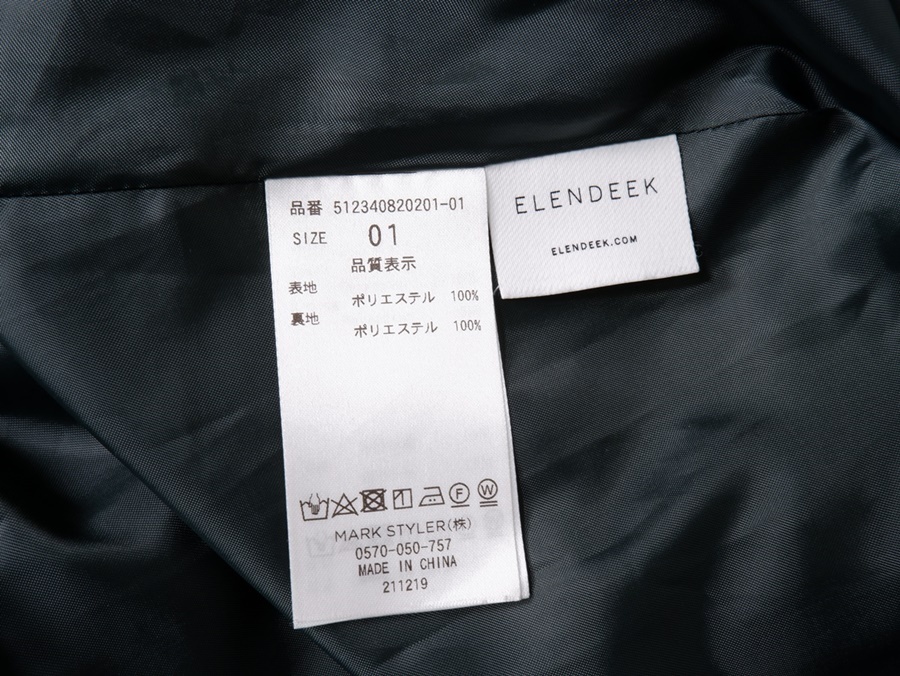 品番 512340820201-01
SIZE 01
品質表示
表地 ポリエステル 100%
裏地 ポリエステル 100%
F W
MARK STYLER(株)
0570-050-757
MADE IN CHINA
211219
ELENDEEK
ELENDEEK.COM